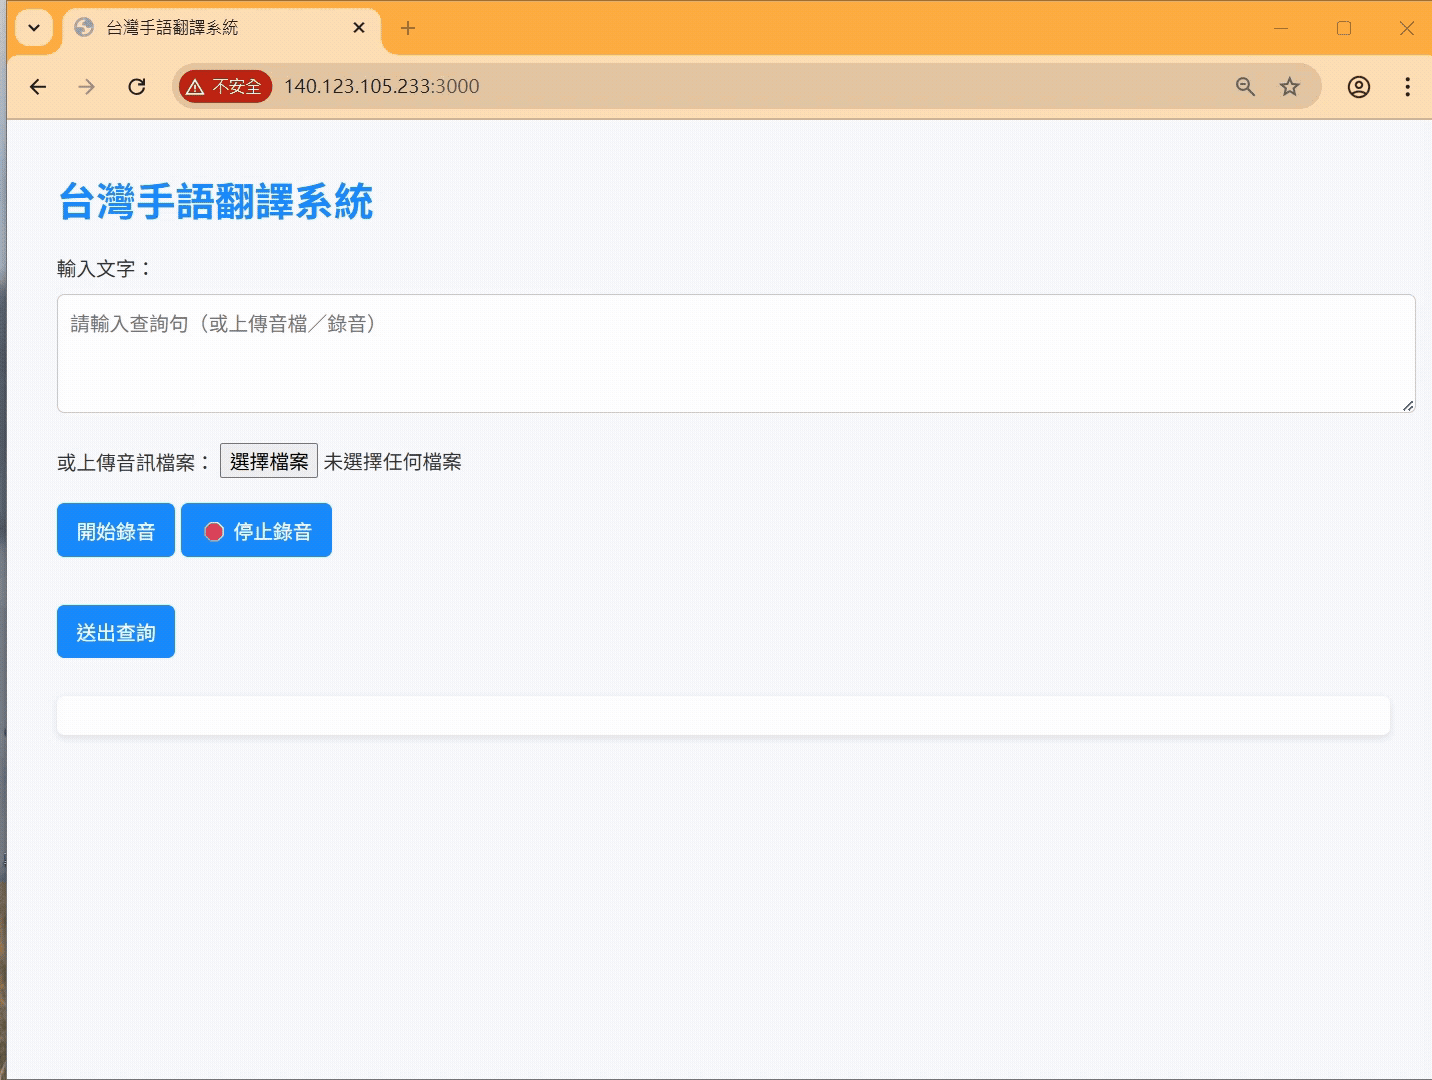 台灣手語翻譯系統
不安全 140.123.105.233:3000
台灣手語翻譯系統
輸入文字：
請輸入查詢句（或上傳音檔／錄音）
或上傳音訊檔案： 選擇檔案 未選擇任何檔案
開始錄音 停止錄音
送出查詢